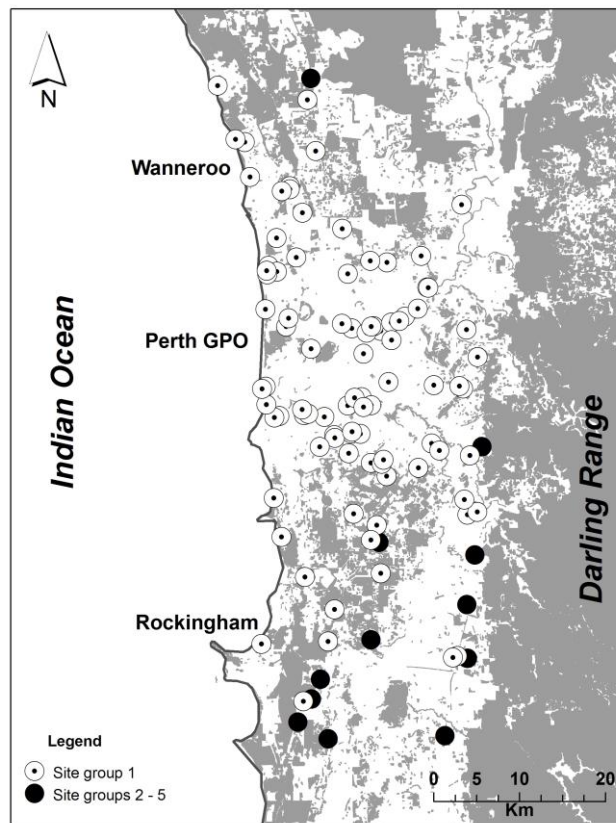 N
Wanneroo
Perth GPO
Indian Ocean
Darling Range
Rockingham
Legend
Site group 1
Site groups 2 - 5
0 5 10 20
Km